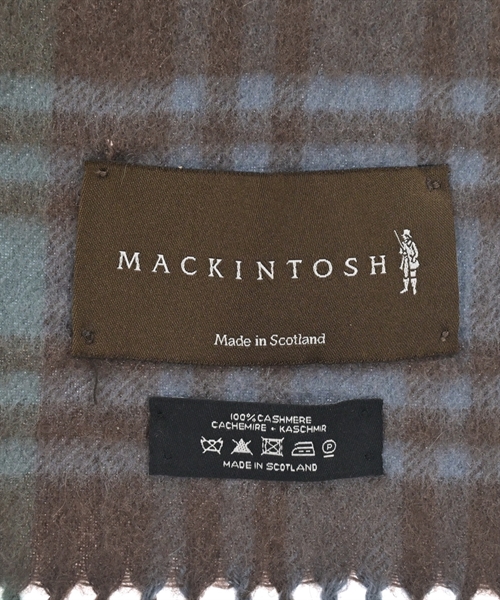 MACKINTOSH
Made in Scotland
100% CASHMERE
CACHEMIRE • KASCHMIR
P
MADE IN SCOTLAND